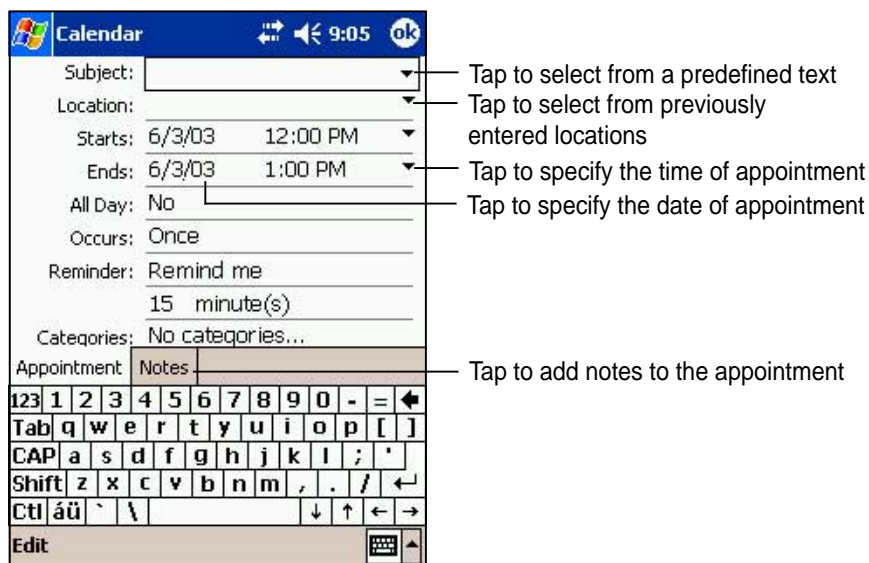 Calendar 9:05 ok
Subject: Tap to select from a predefined text
Location: Tap to select from previously
entered locations
Starts: 6/3/03 12:00 PM
Ends: 6/3/03 1:00 PM Tap to specify the time of appointment
All Day: No Tap to specify the date of appointment
Occurs: Once
Reminder: Remind me
15 minute(s)
Categories: No categories...
Appointment Notes Tap to add notes to the appointment
123 1 2 3 4 5 6 7 8 9 0 - = 🡸
Tab q w e r t y u i o p [ ]
CAP a s d f g h j k l ; '
Shift z x c v b n m , . / ↵
Ctl áü ` \ ↓ ↑ ← →
Edit